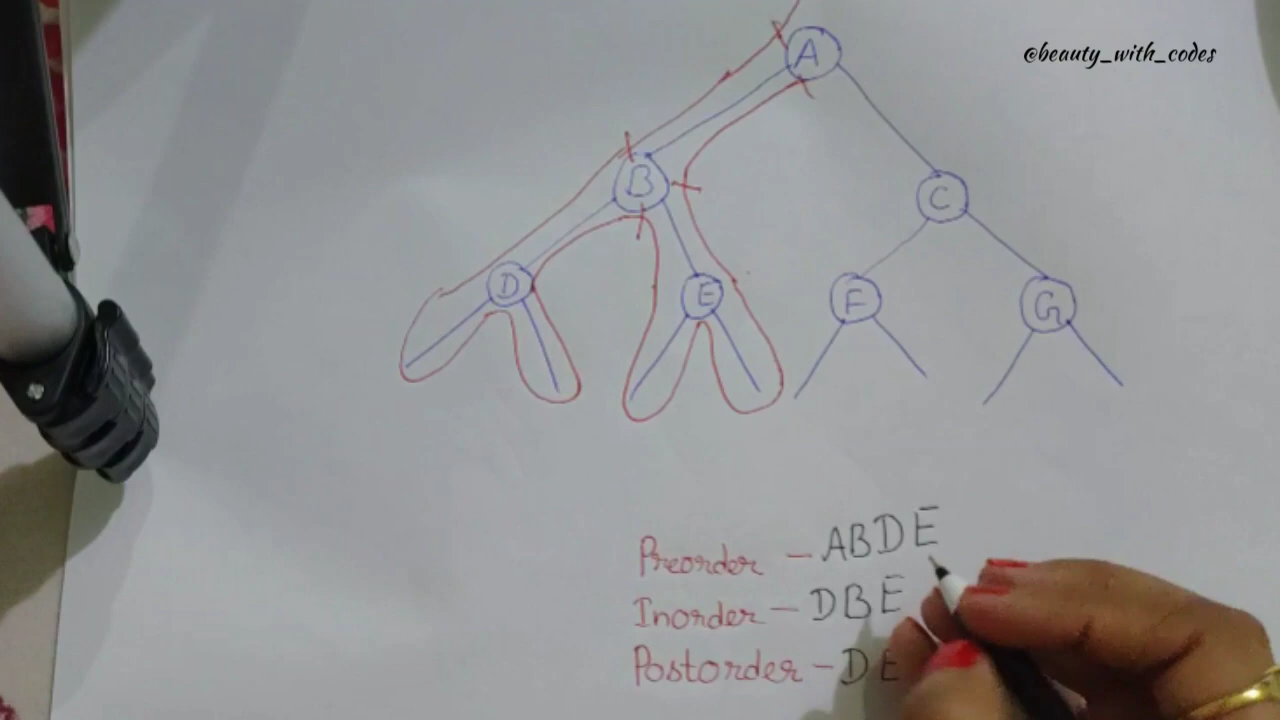 @beauty_with_codes
A
B
C
D
E
F
G
Preorder - ABDE
Inorder - DBE
Postorder - DE